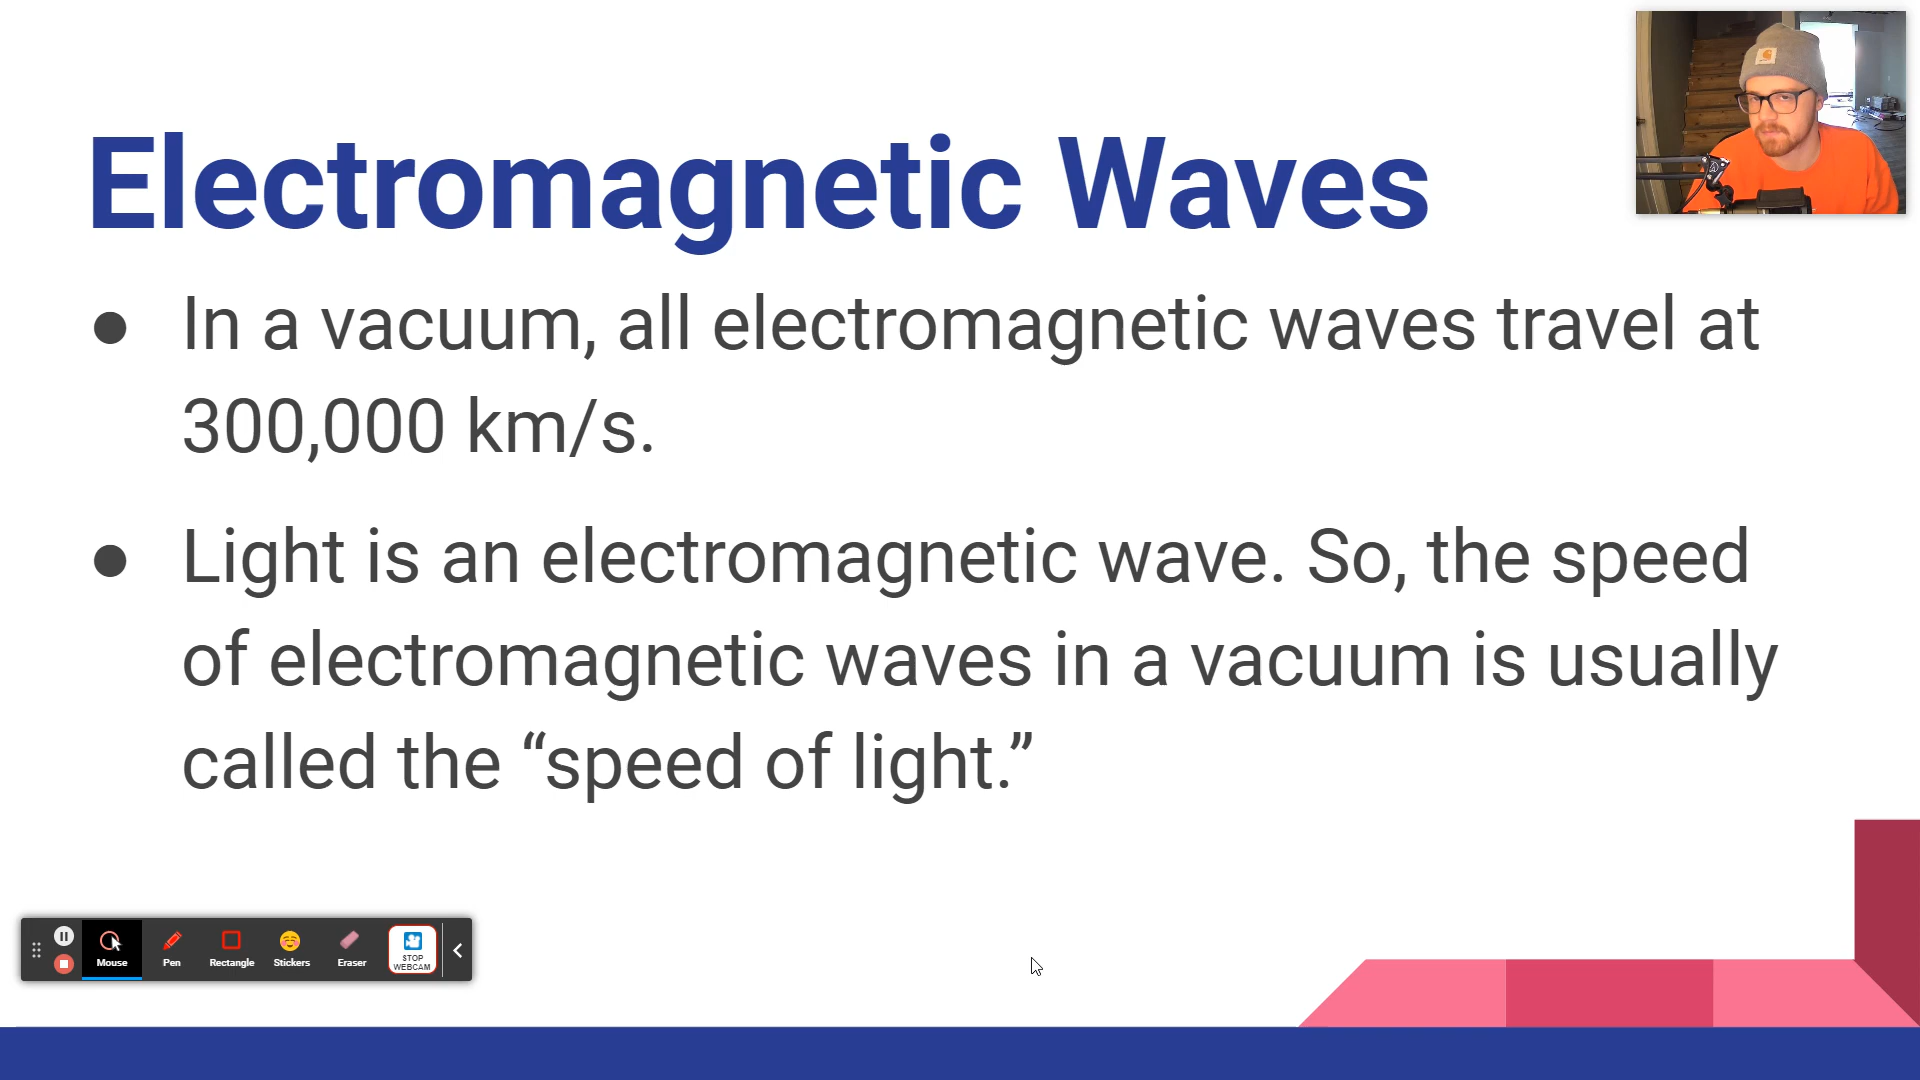 Electromagnetic Waves
● In a vacuum, all electromagnetic waves travel at
300,000 km/s.
● Light is an electromagnetic wave. So, the speed
of electromagnetic waves in a vacuum is usually
called the “speed of light.”
Mouse
Pen
Rectangle
Stickers
Eraser
STOP
WEBCAM